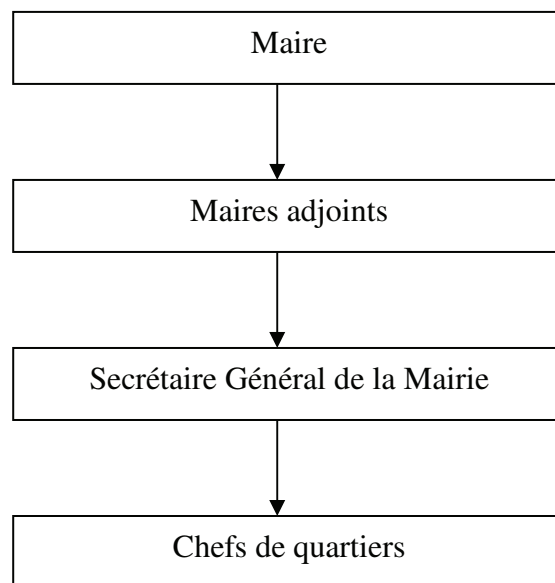 Maire
Maires adjoints
Secrétaire Général de la Mairie
Chefs de quartiers